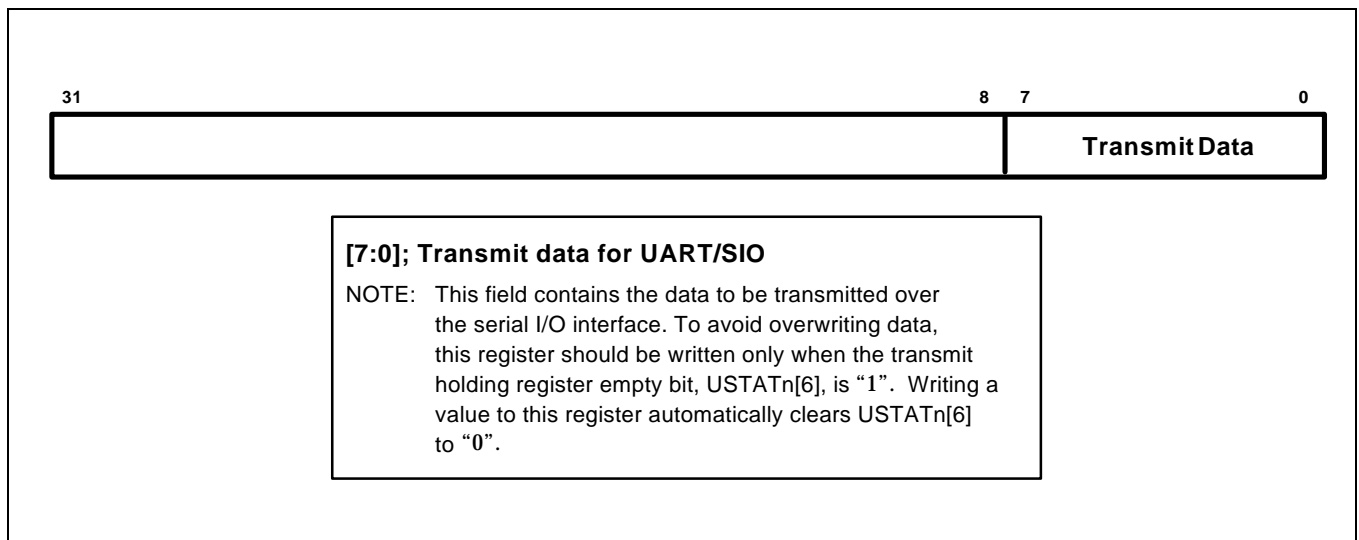 31 8 7 0
Transmit Data
[7:0]; Transmit data for UART/SIO
NOTE: This field contains the data to be transmitted over
the serial I/O interface. To avoid overwriting data,
this register should be written only when the transmit
holding register empty bit, USTATn[6], is “1”. Writing a
value to this register automatically clears USTATn[6]
to “0”.